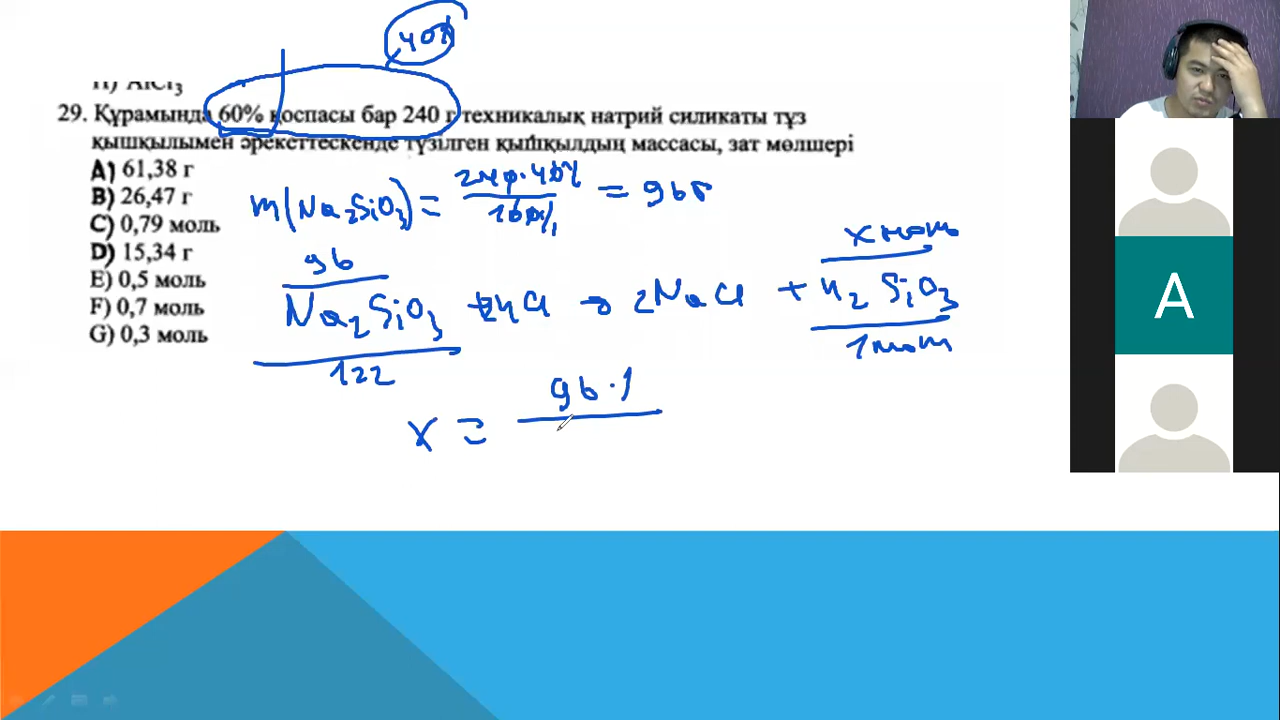 40%
H) AlCl3
29. Құрамында 60% қоспасы бар 240 г техникалық натрий силикаты тұз
қышқылымен әрекеттескенде түзілген қышқылдың массасы, зат мөлшері
A) 61,38 г
B) 26,47 г
C) 0,79 моль
D) 15,34 г
E) 0,5 моль
F) 0,7 моль
G) 0,3 моль
m(Na2SiO3) = 240·40% / 100% = 96г
96 x моль
Na2SiO3 + 2HCl → 2NaCl + H2SiO3
122 1 моль
x = 96·1
A